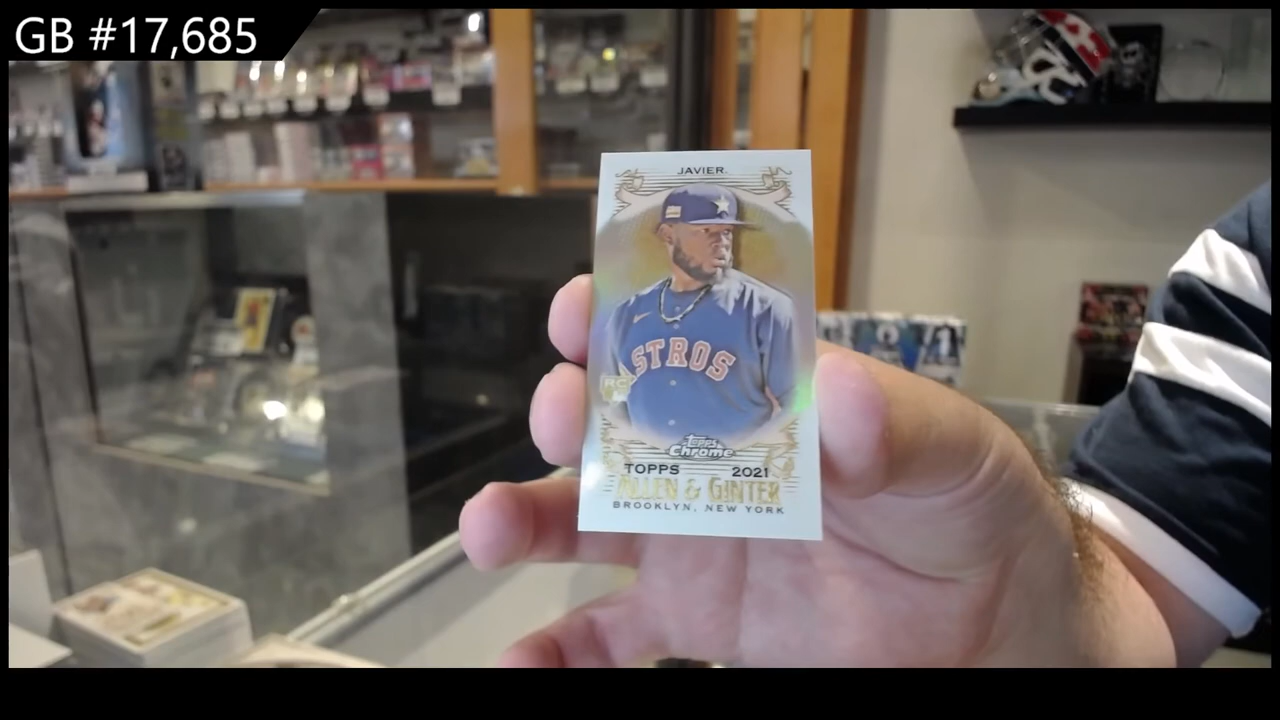 GB #17,685
JAVIER.
ASTROS
RC
TOPPS
Chrome
TOPPS 2021
ALLEN & GINTER
BROOKLYN, NEW YORK